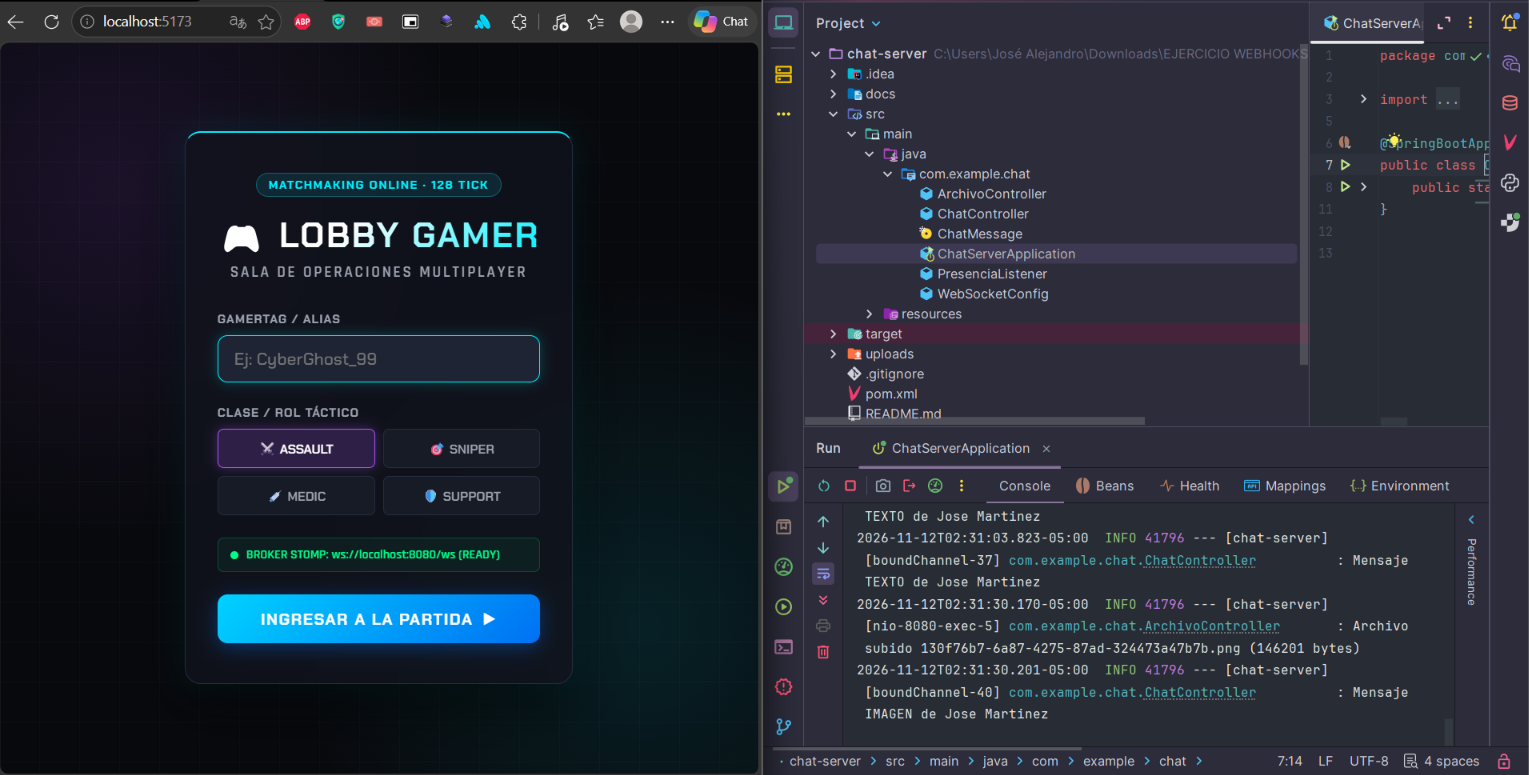 localhost:5173
ABP
Chat
MATCHMAKING ONLINE · 128 TICK
LOBBY GAMER
SALA DE OPERACIONES MULTIPLAYER
GAMERTAG / ALIAS
Ej: CyberGhost_99
CLASE / ROL TÁCTICO
ASSAULT
SNIPER
MEDIC
SUPPORT
BROKER STOMP: ws://localhost:8080/ws (READY)
INGRESAR A LA PARTIDA
Project
chat-server C:\Users\José Alejandro\Downloads\EJERCICIO WEBHOOKS
.idea
docs
src
main
java
com.example.chat
ArchivoController
ChatController
ChatMessage
ChatServerApplication
PresenciaListener
WebSocketConfig
resources
target
uploads
.gitignore
pom.xml
README.md
ChatServerA
1 package com
2
3 import ...
5
6 @SpringBootApp
7 public class
8 public sta
11 }
12
13
Run
ChatServerApplication
Console
Beans
Health
Mappings
Environment
TEXTO de Jose Martinez
2026-11-12T02:31:03.823-05:00 INFO 41796 --- [chat-server]
[boundChannel-37] com.example.chat.ChatController : Mensaje
TEXTO de Jose Martinez
2026-11-12T02:31:30.170-05:00 INFO 41796 --- [chat-server]
[nio-8080-exec-5] com.example.chat.ArchivoController : Archivo
subido 130f76b7-6a87-4275-87ad-324473a47b7b.png (146201 bytes)
2026-11-12T02:31:30.201-05:00 INFO 41796 --- [chat-server]
[boundChannel-40] com.example.chat.ChatController : Mensaje
IMAGEN de Jose Martinez
Performance
chat-server > src > main > java > com > example > chat >
7:14 LF UTF-8 4 spaces